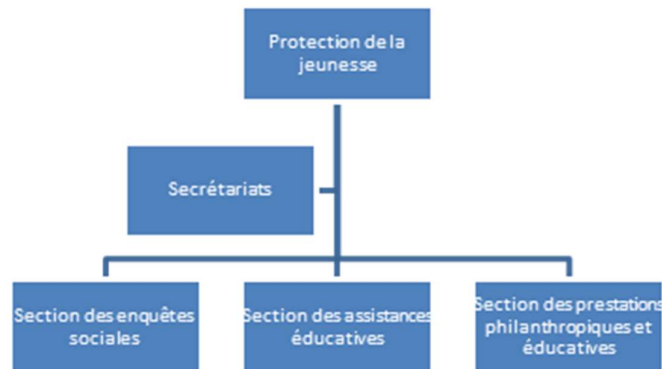 Protection de la
jeunesse
Secrétariats
Section des enquêtes
sociales
Section des assistances
éducatives
Section des prestations
philanthropiques et
éducatives